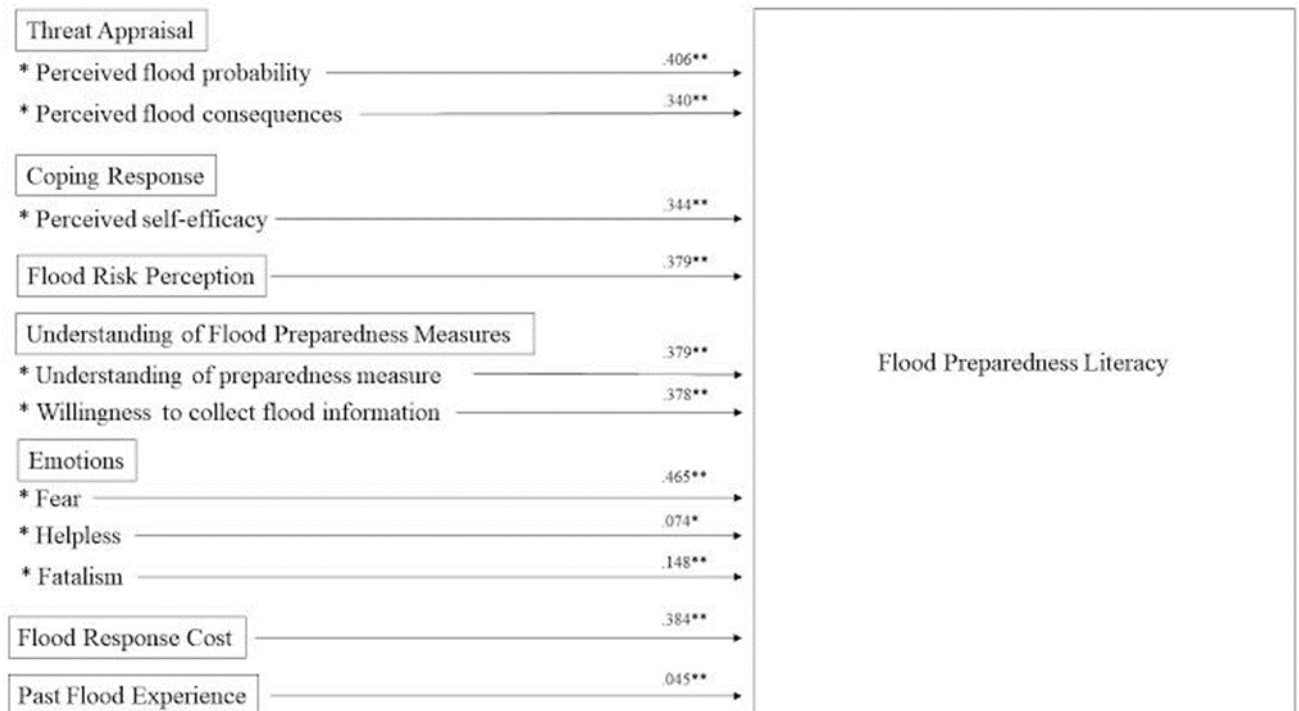 Threat Appraisal
* Perceived flood probability .406**
* Perceived flood consequences .340**
Coping Response
* Perceived self-efficacy .344**
Flood Risk Perception .379**
Understanding of Flood Preparedness Measures
* Understanding of preparedness measure .379**
* Willingness to collect flood information .378**
Emotions
* Fear .465**
* Helpless .074*
* Fatalism .148**
Flood Response Cost .384**
Past Flood Experience .045**
Flood Preparedness Literacy